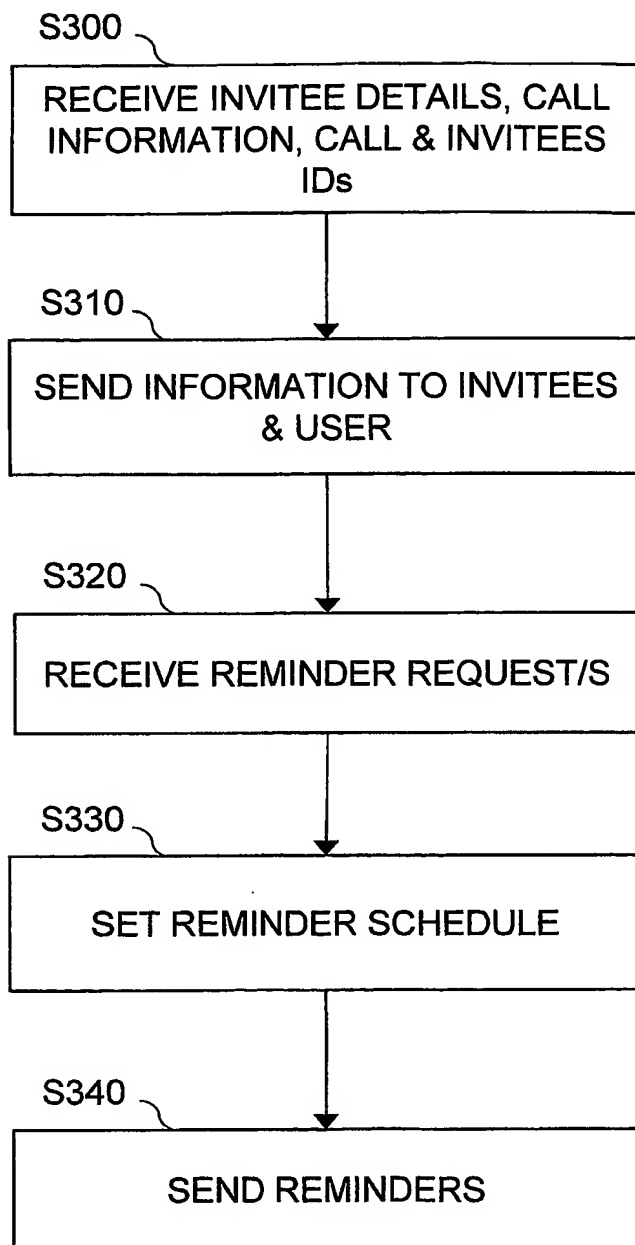 S300
RECEIVE INVITEE DETAILS, CALL
INFORMATION, CALL & INVITEES
IDs
S310
SEND INFORMATION TO INVITEES
& USER
S320
RECEIVE REMINDER REQUEST/S
S330
SET REMINDER SCHEDULE
S340
SEND REMINDERS